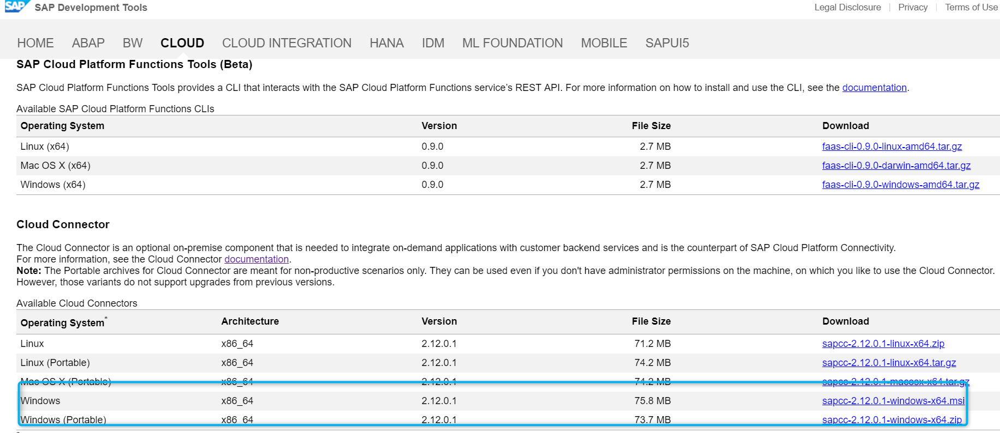 SAP SAP Development Tools Legal Disclosure Privacy Terms of Use
HOME ABAP BW CLOUD CLOUD INTEGRATION HANA IDM ML FOUNDATION MOBILE SAPUI5
SAP Cloud Platform Functions Tools (Beta)
SAP Cloud Platform Functions Tools provides a CLI that interacts with the SAP Cloud Platform Functions service's REST API. For more information on how to install and use the CLI, see the documentation.
Available SAP Cloud Platform Functions CLIs
Operating System Version File Size Download
Linux (x64) 0.9.0 2.7 MB faas-cli-0.9.0-linux-amd64.tar.gz
Mac OS X (x64) 0.9.0 2.7 MB faas-cli-0.9.0-darwin-amd64.tar.gz
Windows (x64) 0.9.0 2.7 MB faas-cli-0.9.0-windows-amd64.tar.gz
Cloud Connector
The Cloud Connector is an optional on-premise component that is needed to integrate on-demand applications with customer backend services and is the counterpart of SAP Cloud Platform Connectivity.
For more information, see the Cloud Connector documentation.
Note: The Portable archives for Cloud Connector are meant for non-productive scenarios only. They can be used even if you don't have administrator permissions on the machine, on which you like to use the Cloud Connector.
However, those variants do not support upgrades from previous versions.
Available Cloud Connectors
Operating System* Architecture Version File Size Download
Linux x86_64 2.12.0.1 71.2 MB sapcc-2.12.0.1-linux-x64.zip
Linux (Portable) x86_64 2.12.0.1 74.2 MB sapcc-2.12.0.1-linux-x64.tar.gz
Mac OS X (Portable) x86_64 2.12.0.1 74.2 MB sapcc-2.12.0.1-macosx-x64.tar.gz
Windows x86_64 2.12.0.1 75.8 MB sapcc-2.12.0.1-windows-x64.msi
Windows (Portable) x86_64 2.12.0.1 73.7 MB sapcc-2.12.0.1-windows-x64.zip